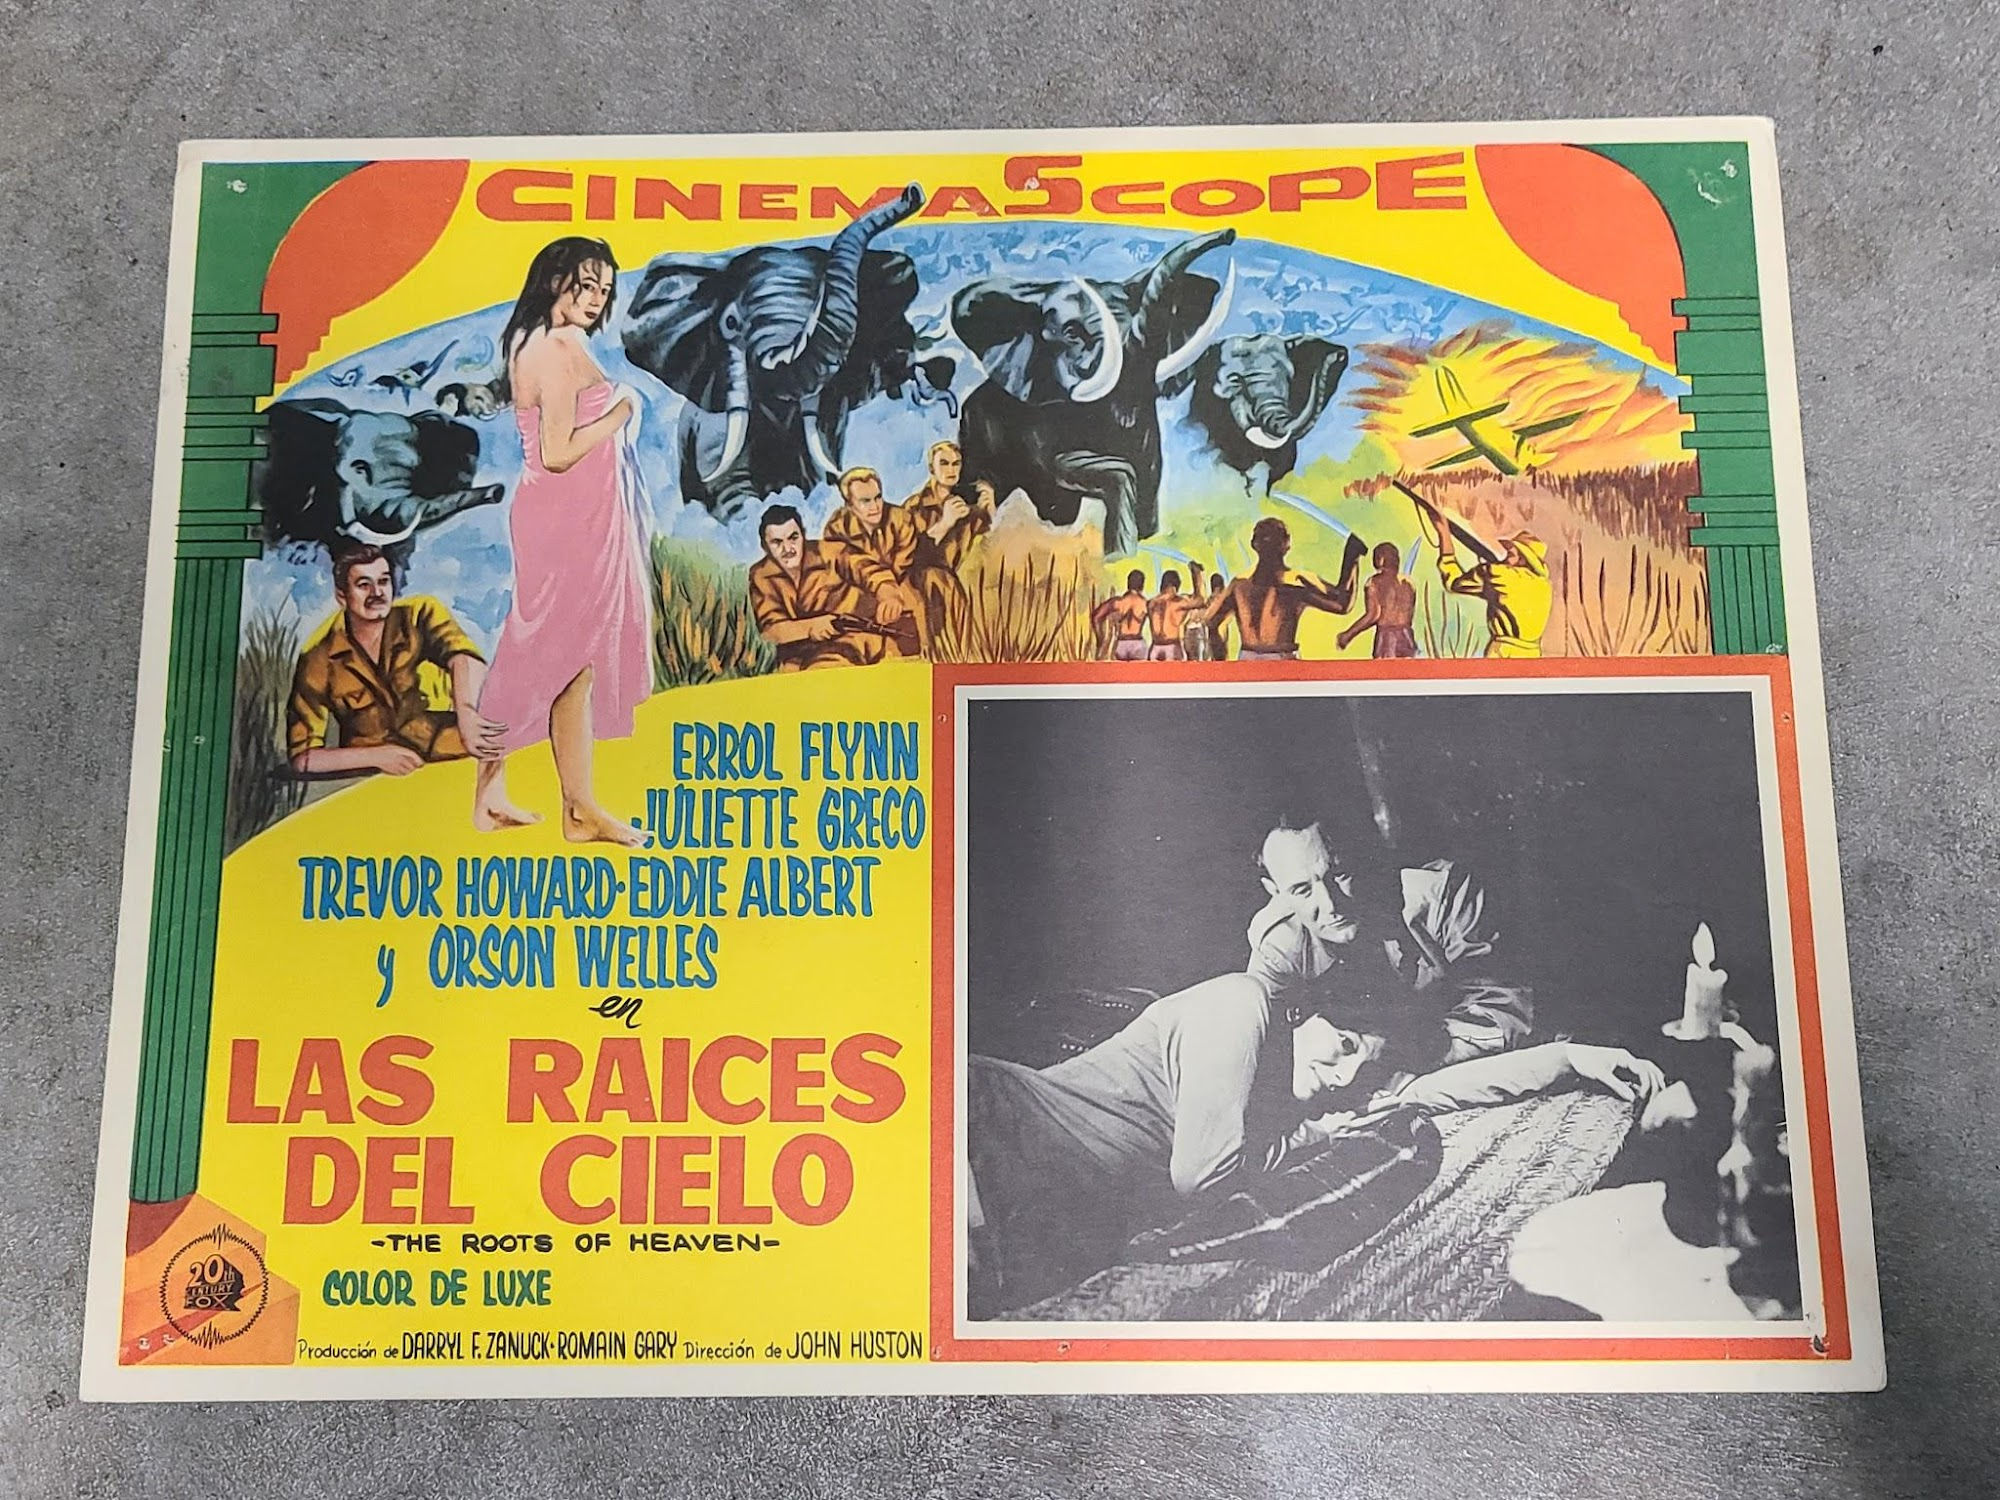 CINEMASCOPE
ERROL FLYNN
JULIETTE GRECO
TREVOR HOWARD · EDDIE ALBERT
y ORSON WELLES
en
LAS RAICES
DEL CIELO
-THE ROOTS OF HEAVEN-
COLOR DE LUXE
20th
CENTURY
FOX
Producción de DARRYL F. ZANUCK · ROMAIN GARY Dirección de JOHN HUSTON